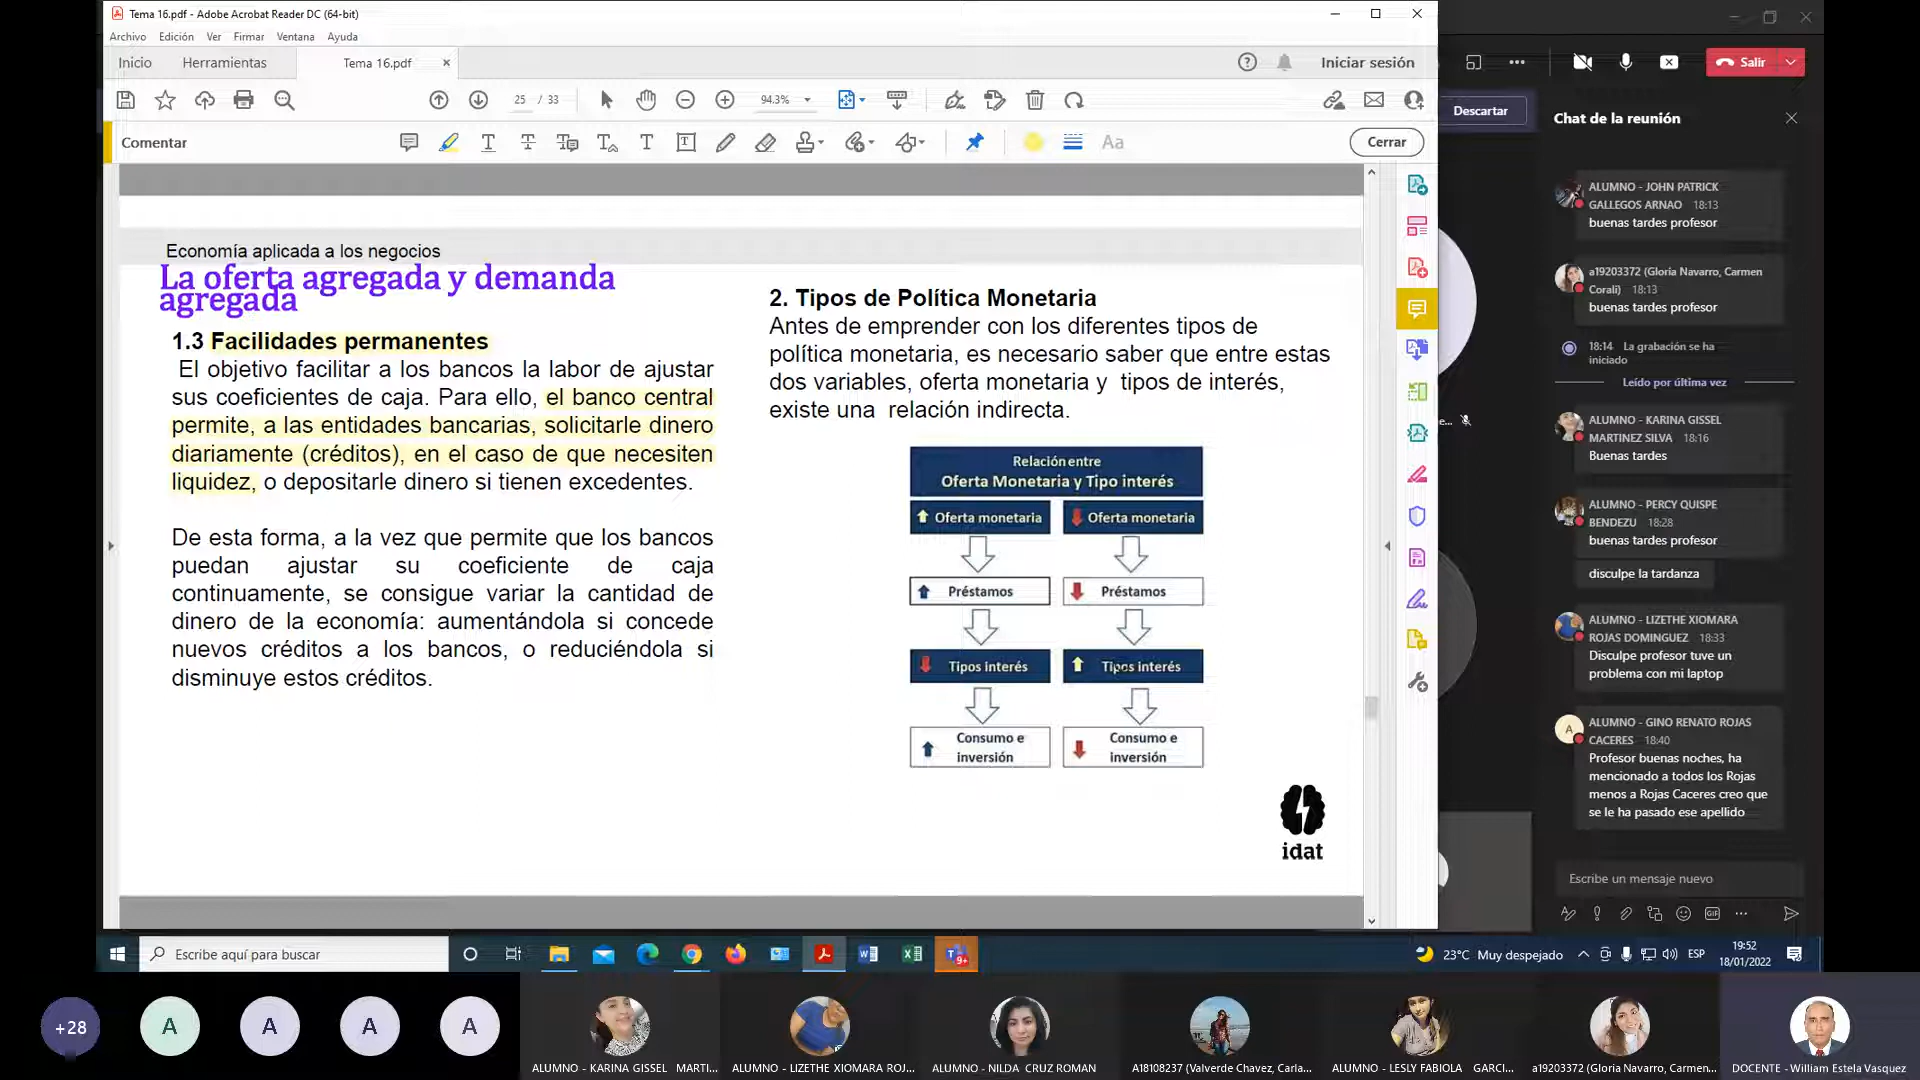 Tema 16.pdf - Adobe Acrobat Reader DC (64-bit)
Archivo Edición Ver Firmar Ventana Ayuda
Inicio Herramientas Tema 16.pdf Iniciar sesión
25 / 33 94.3%
Comentar Cerrar
Economía aplicada a los negocios
La oferta agregada y demanda
agregada
1.3 Facilidades permanentes
El objetivo facilitar a los bancos la labor de ajustar
sus coeficientes de caja. Para ello, el banco central
permite, a las entidades bancarias, solicitarle dinero
diariamente (créditos), en el caso de que necesiten
liquidez, o depositarle dinero si tienen excedentes.
De esta forma, a la vez que permite que los bancos
puedan ajustar su coeficiente de caja
continuamente, se consigue variar la cantidad de
dinero de la economía: aumentándola si concede
nuevos créditos a los bancos, o reduciéndola si
disminuye estos créditos.
2. Tipos de Política Monetaria
Antes de emprender con los diferentes tipos de
política monetaria, es necesario saber que entre estas
dos variables, oferta monetaria y tipos de interés,
existe una relación indirecta.
Relación entre
Oferta Monetaria y Tipo interés
Oferta monetaria Oferta monetaria
Préstamos Préstamos
Tipos interés Tipos interés
Consumo e Consumo e
inversión inversión
idat
Salir
Descartar
Chat de la reunión
ALUMNO - JOHN PATRICK
GALLEGOS ARNAO 18:13
buenas tardes profesor
a19203372 (Gloria Navarro, Carmen
Corali) 18:13
buenas tardes profesor
18:14 La grabación se ha
iniciado
Leído por última vez
ALUMNO - KARINA GISSEL
MARTINEZ SILVA 18:16
Buenas tardes
ALUMNO - PERCY QUISPE
BENDEZU 18:28
buenas tardes profesor
disculpe la tardanza
ALUMNO - LIZETHE XIOMARA
ROJAS DOMINGUEZ 18:33
Disculpe profesor tuve un
problema con mi laptop
A
ALUMNO - GINO RENATO ROJAS
CACERES 18:40
Profesor buenas noches, ha
mencionado a todos los Rojas
menos a Rojas Caceres creo que
se le ha pasado ese apellido
Escribe un mensaje nuevo
GIF
e...
Escribe aquí para buscar
9+
23°C Muy despejado ESP 19:52
18/01/2022
+28 A A A A
ALUMNO - KARINA GISSEL MARTI... ALUMNO - LIZETHE XIOMARA ROJ... ALUMNO - NILDA CRUZ ROMAN A18108237 (Valverde Chavez, Carla... ALUMNO - LESLY FABIOLA GARCI... a19203372 (Gloria Navarro, Carmen... DOCENTE - William Estela Vasquez